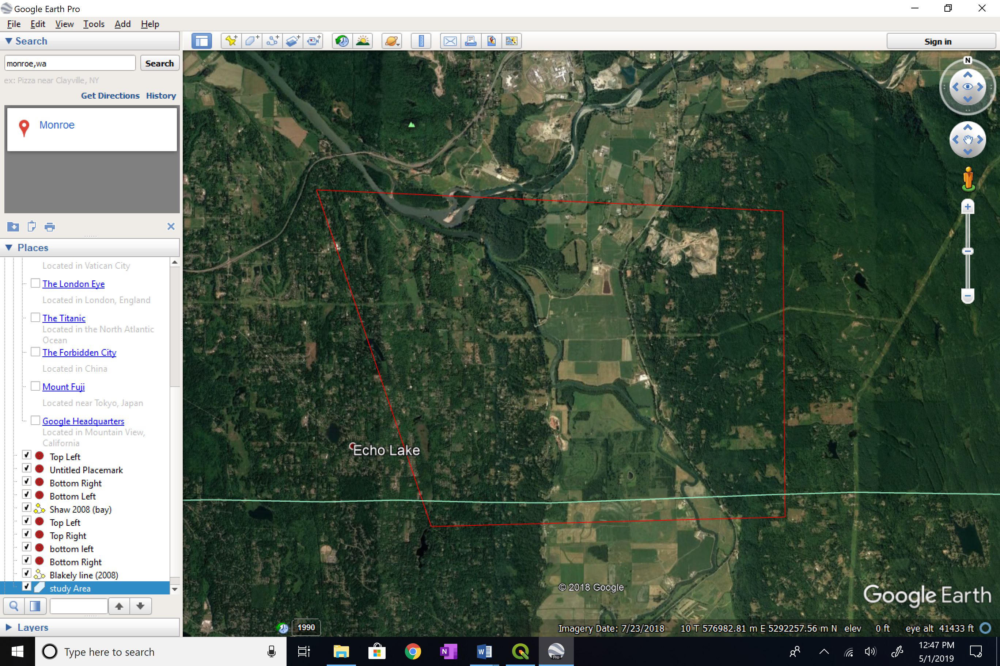 Google Earth Pro
File Edit View Tools Add Help
Search
Sign in
monroe,wa
Search
ex: Pizza near Clayville, NY
Get Directions History
Monroe
N
Places
Located in Vatican City
The London Eye
Located in London, England
The Titanic
Located in the North Atlantic
Ocean
The Forbidden City
Located in China
Mount Fuji
Located near Tokyo, Japan
Google Headquarters
Located in Mountain View,
California
Top Left
Untitled Placemark
Bottom Right
Bottom Left
Shaw 2008 (bay)
Top Left
Top Right
bottom left
Bottom Right
Blakely line (2008)
study Area
Layers
Echo Lake
© 2018 Google
Google Earth
1990
Imagery Date: 7/23/2018 10 T 576982.81 m E 5292257.56 m N elev 0 ft eye alt 41433 ft
Type here to search
N
W
Pro
12:47 PM
5/1/2019